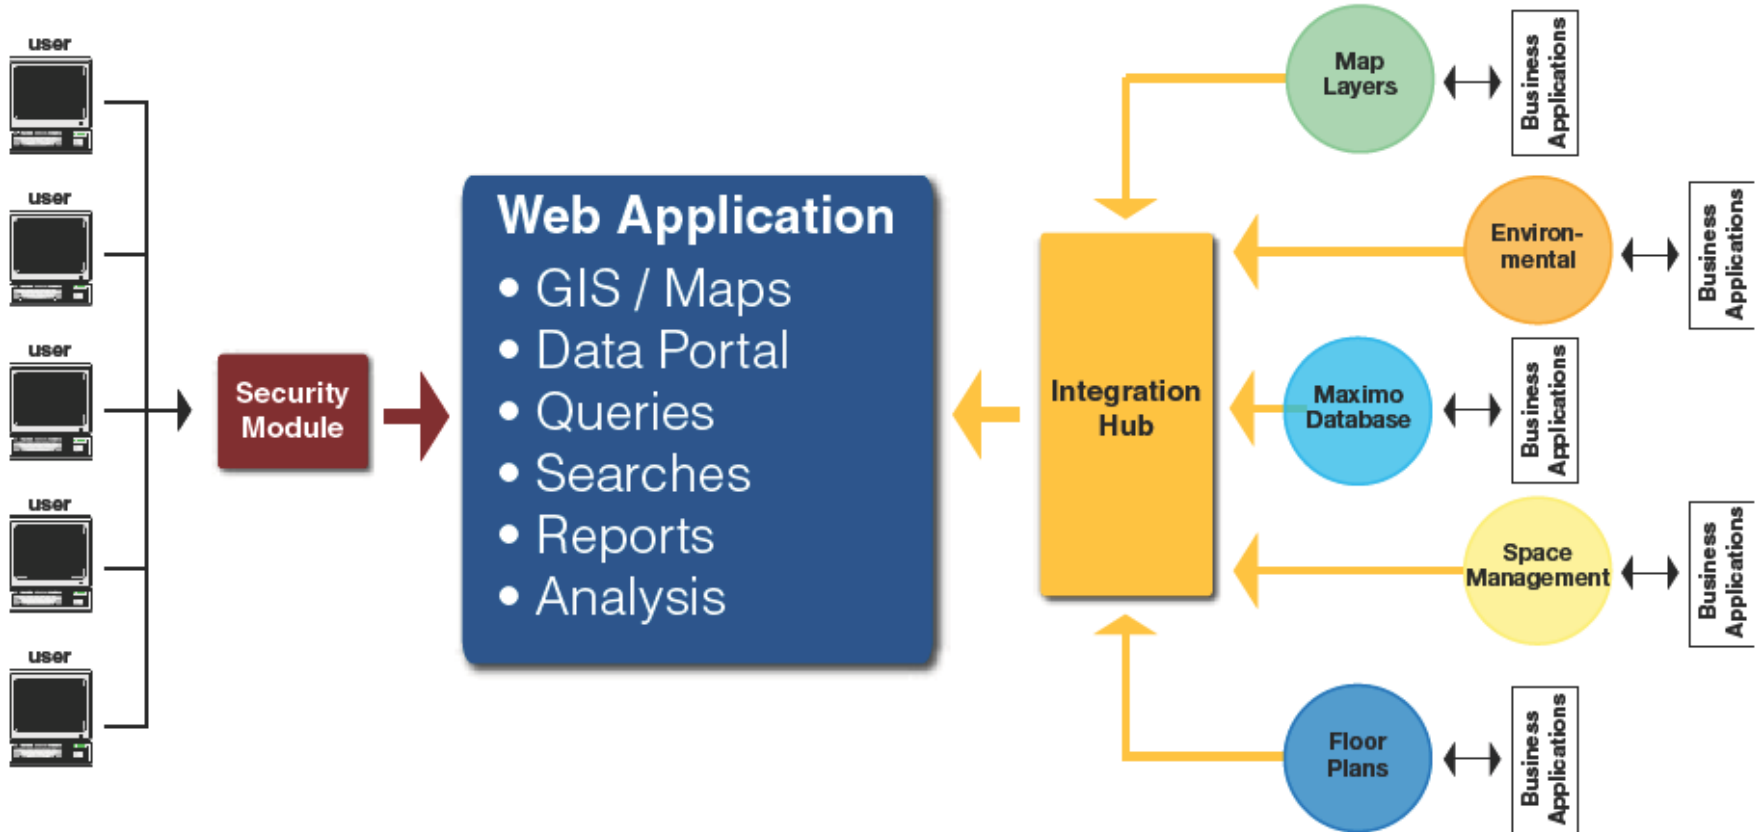 user
user
user
user
user
Security
Module
Web Application
• GIS / Maps
• Data Portal
• Queries
• Searches
• Reports
• Analysis
Integration
Hub
Map
Layers
Business
Applications
Environ-
mental
Business
Applications
Maximo
Database
Business
Applications
Space
Management
Business
Applications
Floor
Plans
Business
Applications